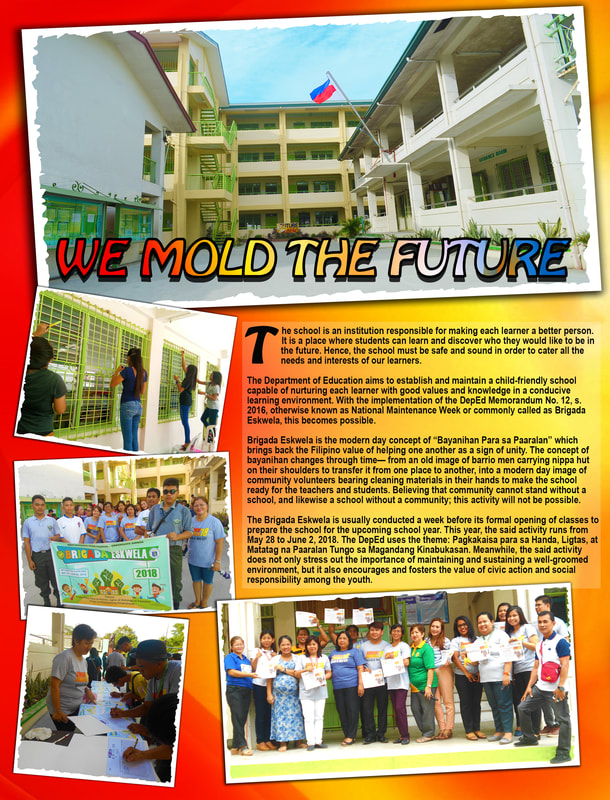 WE MOLD THE FUTURE
The school is an institution responsible for making each learner a better person.
It is a place where students can learn and discover who they would like to be in
the future. Hence, the school must be safe and sound in order to cater all the
needs and interests of our learners.
The Department of Education aims to establish and maintain a child-friendly school
capable of nurturing each learner with good values and knowledge in a conducive
learning environment. With the implementation of the DepEd Memorandum No. 12, s.
2016, otherwise known as National Maintenance Week or commonly called as Brigada
Eskwela, this becomes possible.
Brigada Eskwela is the modern day concept of “Bayanihan Para sa Paaralan” which
brings back the Filipino value of helping one another as a sign of unity. The concept of
bayanihan changes through time— from an old image of barrio men carrying nippa hut
on their shoulders to transfer it from one place to another, into a modern day image of
community volunteers bearing cleaning materials in their hands to make the school
ready for the teachers and students. Believing that community cannot stand without a
school, and likewise a school without a community; this activity will not be possible.
The Brigada Eskwela is usually conducted a week before its formal opening of classes to
prepare the school for the upcoming school year. This year, the said activity runs from
May 28 to June 2, 2018. The DepEd uses the theme: Pagkakaisa para sa Handa, Ligtas, at
Matatag na Paaralan Tungo sa Magandang Kinabukasan. Meanwhile, the said activity
does not only stress out the importance of maintaining and sustaining a well-groomed
environment, but it also encourages and fosters the value of civic action and social
responsibility among the youth.
BRIGADA ESKWELA
2018